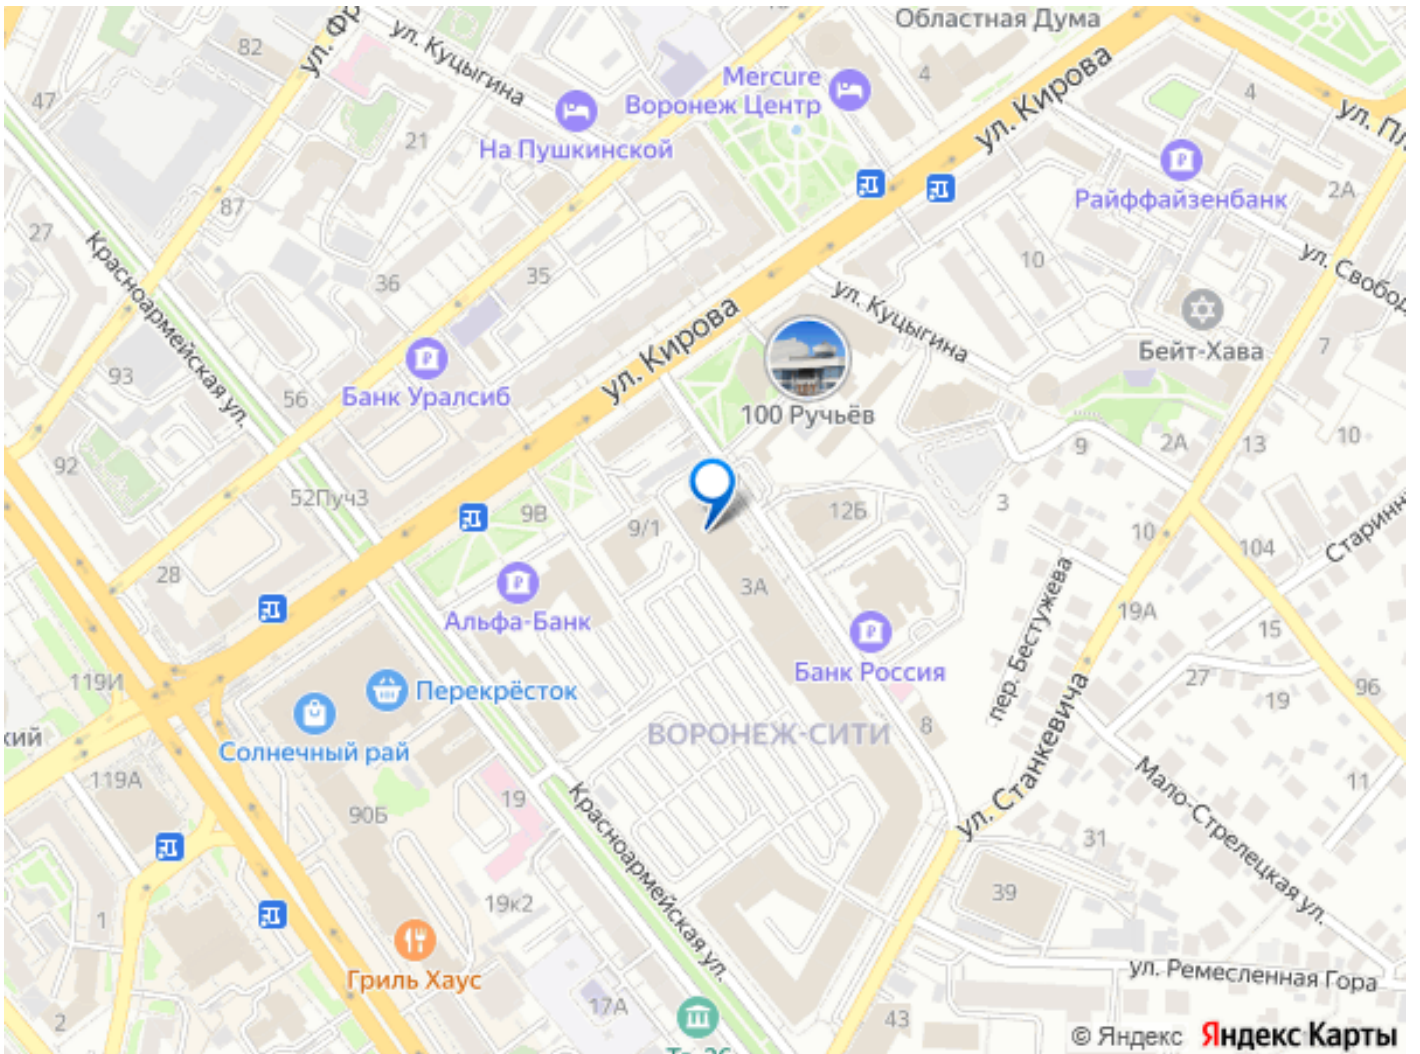 Областная Дума
82
ул. Куцыгина
Mercure
Воронеж Центр
4
ул. Кирова
4
47
21
На Пушкинской
Райффайзенбанк
2А
87
27
Красноармейская ул.
36
35
10
ул. Куцыгина
Бейт-Хава
7
ул. Кирова
93
Банк Уралсиб
56
100 Ручьёв
9
2А
13
10
92
52Пуч3
9В
9/1
12Б
3
10
104
28
3А
Альфа-Банк
пер. Бестужева
19А
15
Банк Россия
119И
Перекрёсток
Солнечный рай
ВОРОНЕЖ-СИТИ
8
27
19
96
119А
90Б
19
Красноармейская ул.
ул. Станкевича
31
Мало-Стрелецкая ул.
11
39
19к2
1
Гриль Хаус
17А
ул. Ремесленная Гора
2
43
© Яндекс Яндекс Карты